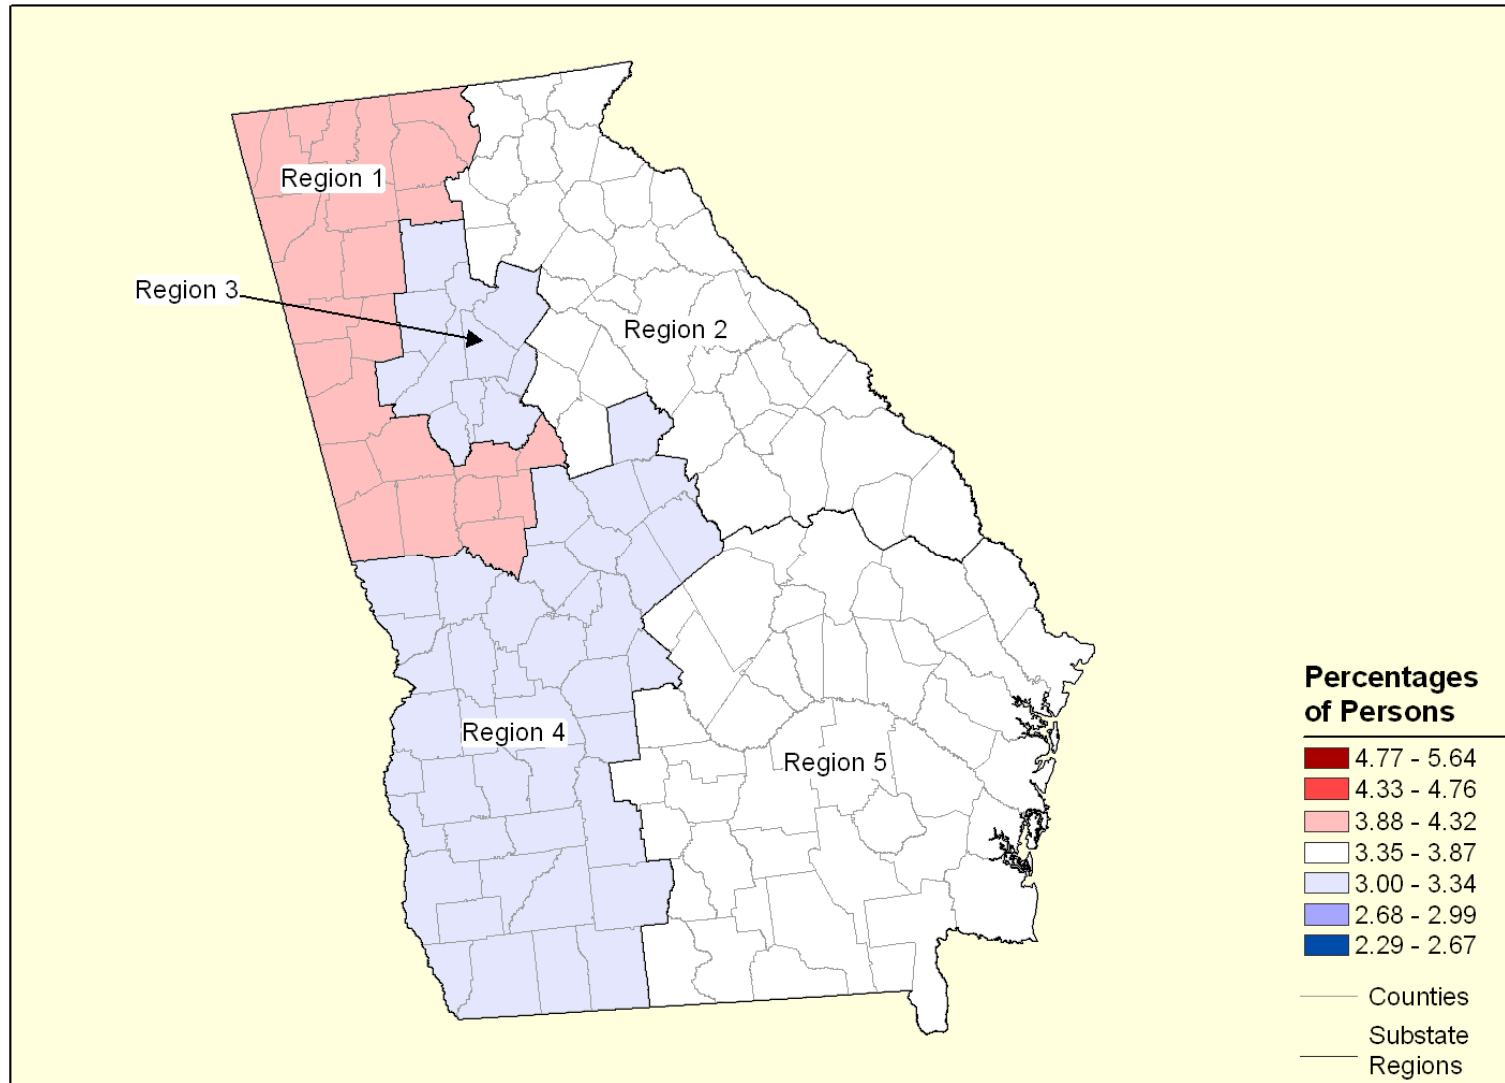 Region 1
Region 3
Region 2
Region 4
Region 5
Percentages
of Persons
4.77 - 5.64
4.33 - 4.76
3.88 - 4.32
3.35 - 3.87
3.00 - 3.34
2.68 - 2.99
2.29 - 2.67
Counties
Substate
Regions